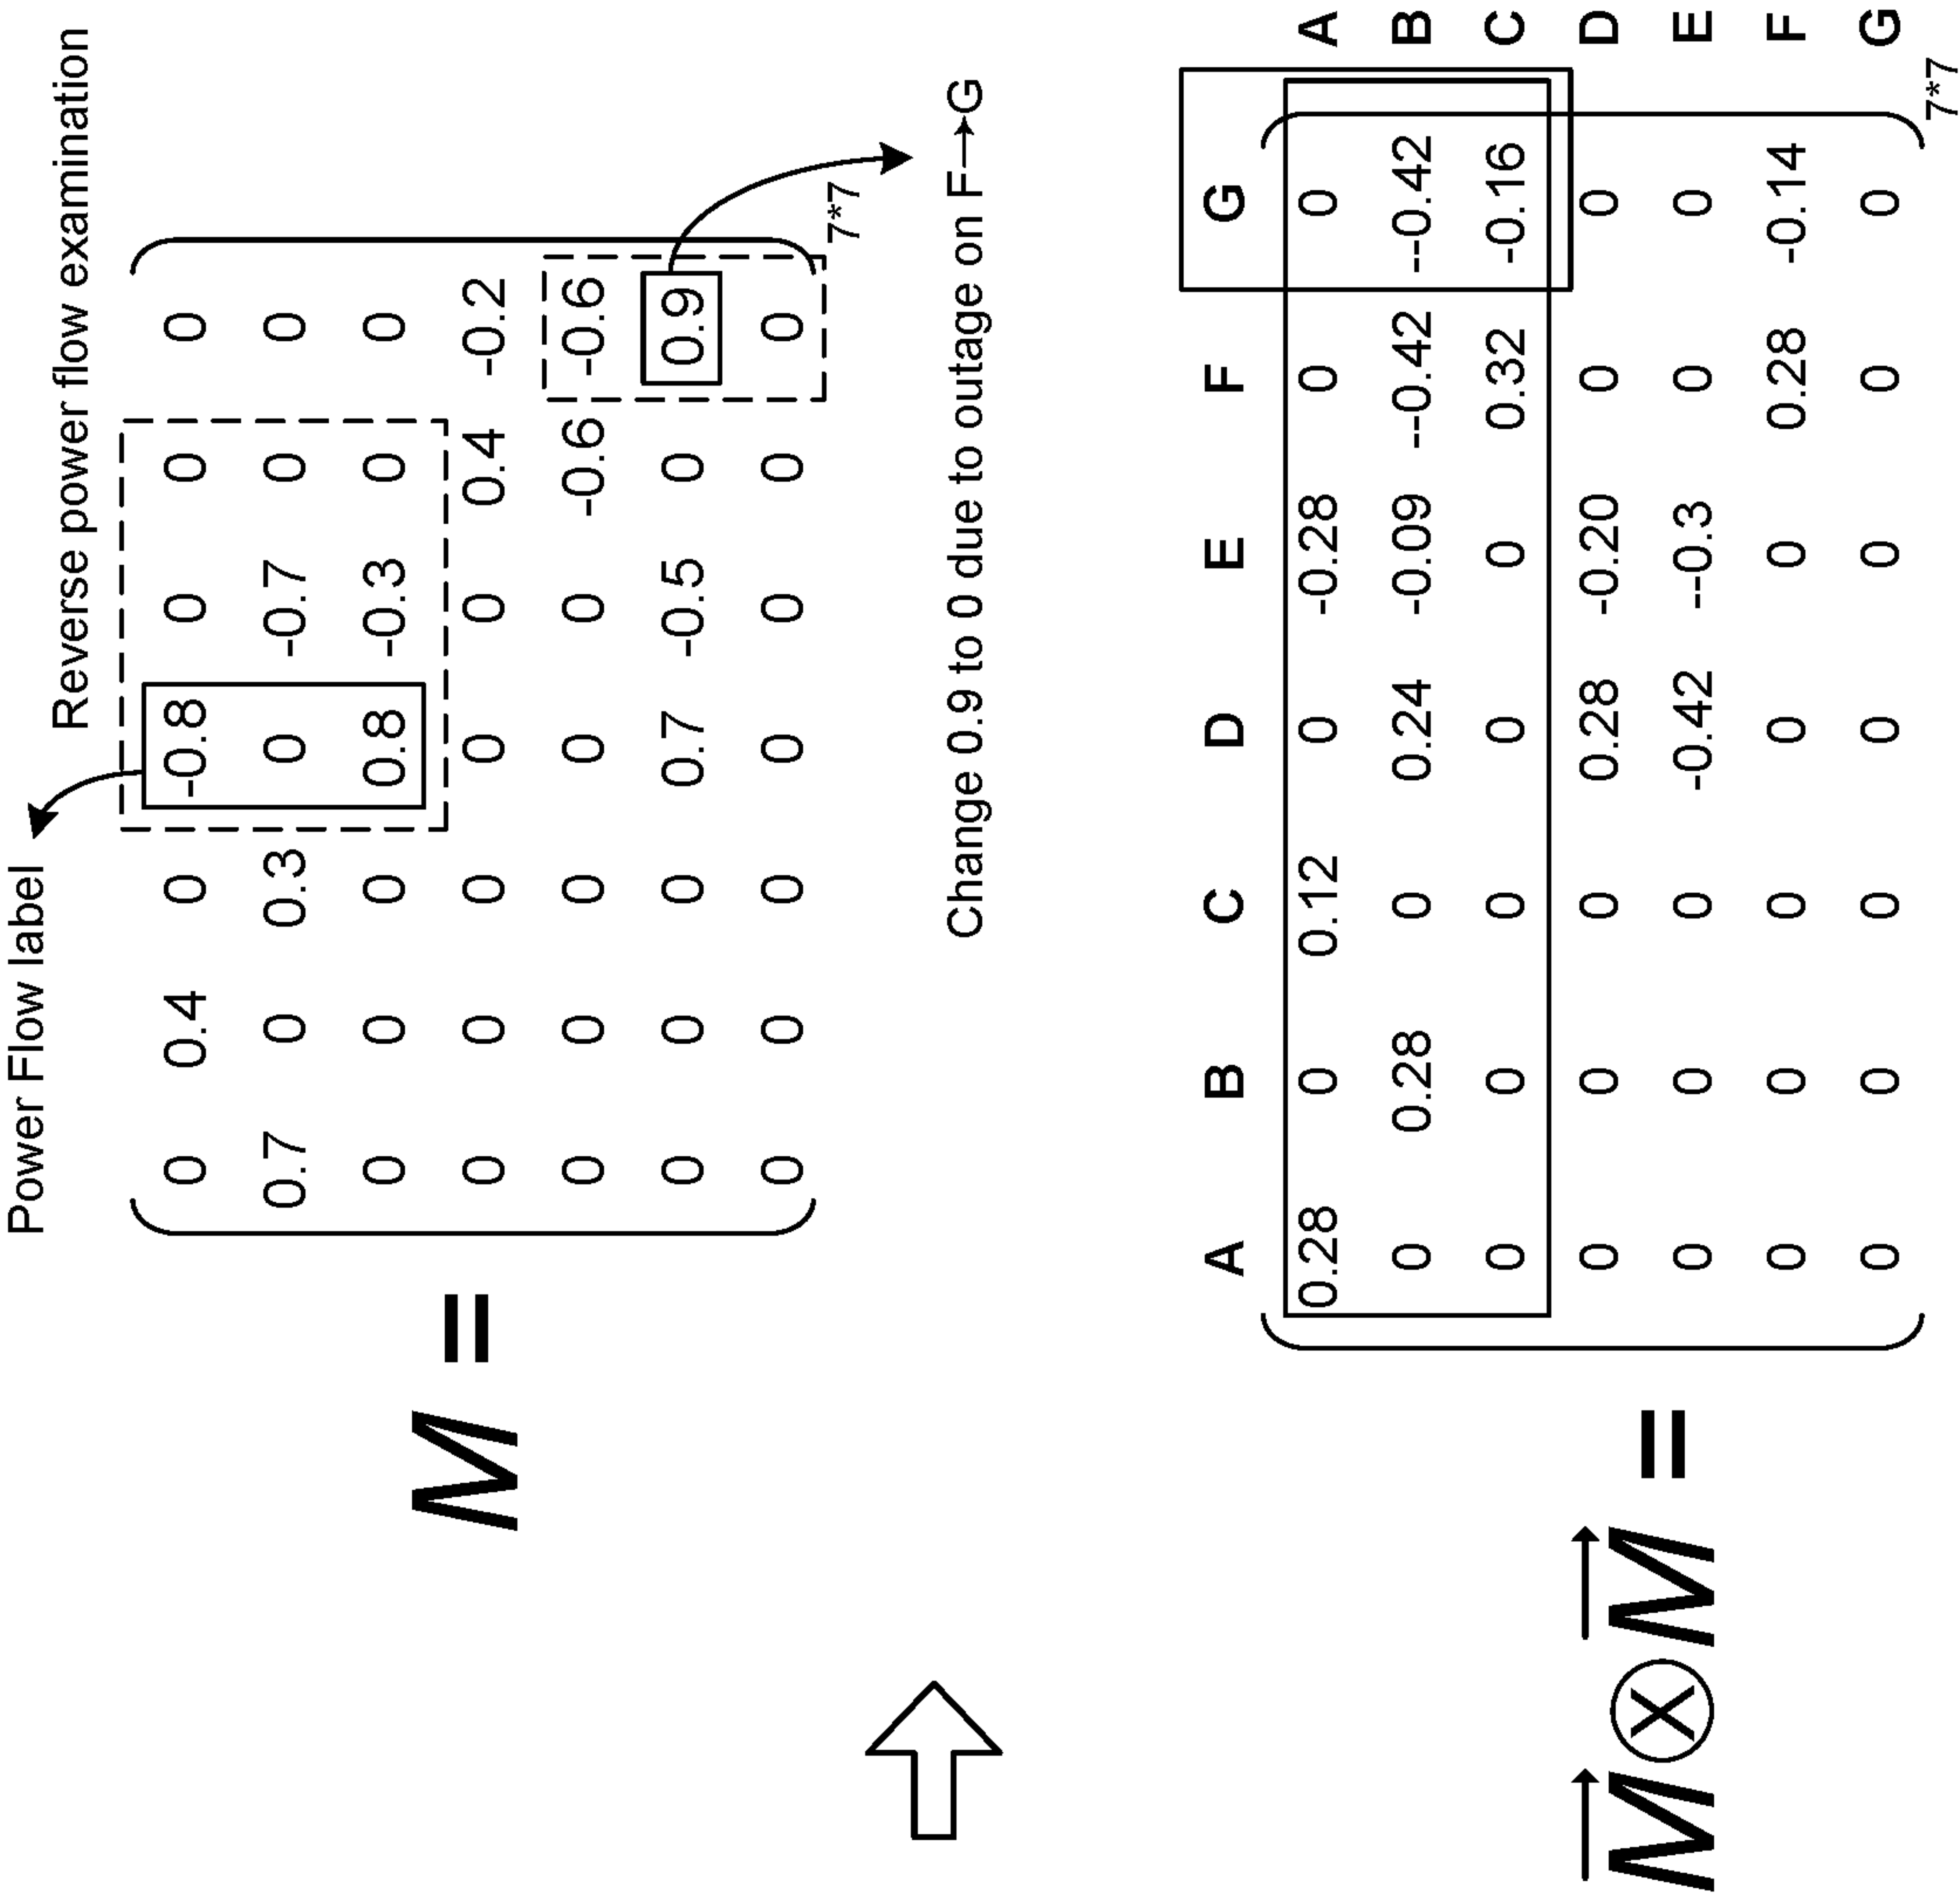 Power Flow label
Reverse power flow examination
0 0.4 0 -0.8 0 0 0
0.7 0 0.3 0 -0.7 0 0
0 0 0 0.8 -0.3 0 0
M = 0 0 0 0 0 0.4 -0.2
0 0 0 0 0 -0.6 -0.6
0 0 0 0.7 -0.5 0 0.9
0 0 0 0 0 0 0
7*7
Change 0.9 to 0 due to outage on F→G
A B C D E F G
0.28 0 0.12 0 -0.28 0 0 A
0 0.28 0 0.24 -0.09 --0.42 --0.42 B
0 0 0 0 0 0.32 -0.16 C
M⊗M = 0 0 0 0.28 -0.20 0 0 D
0 0 0 -0.42 --0.3 0 0 E
0 0 0 0 0 0.28 -0.14 F
0 0 0 0 0 0 0 G
7*7